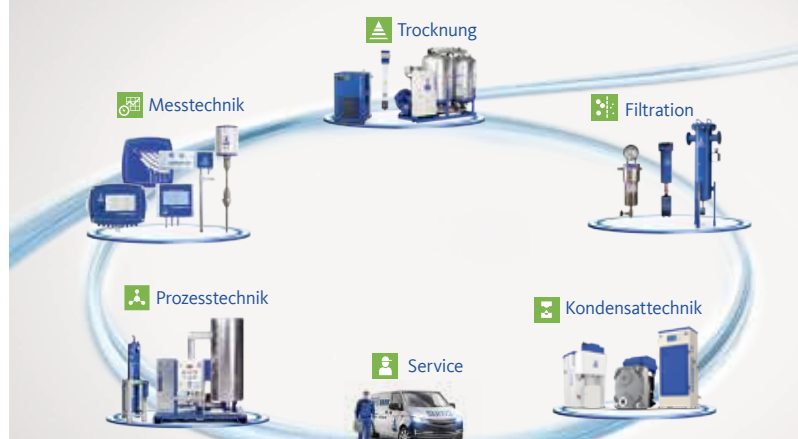 Trocknung
Messtechnik
Filtration
Prozesstechnik
Kondensattechnik
Service